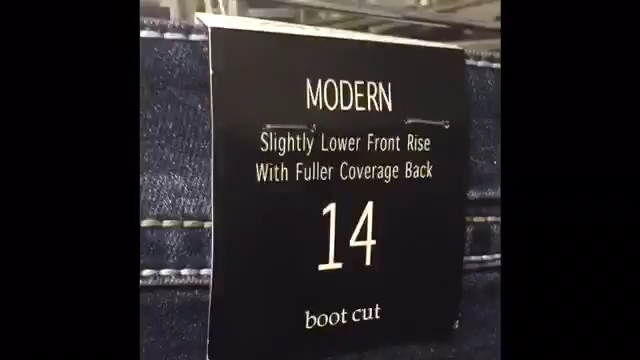 MODERN
Slightly Lower Front Rise
With Fuller Coverage Back
14
boot cut